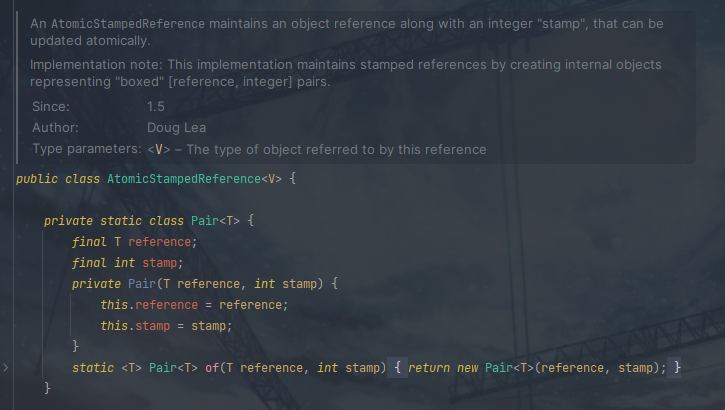 An AtomicStampedReference maintains an object reference along with an integer "stamp", that can be
updated atomically.
Implementation note: This implementation maintains stamped references by creating internal objects
representing "boxed" [reference, integer] pairs.
Since: 1.5
Author: Doug Lea
Type parameters: <V> – The type of object referred to by this reference
public class AtomicStampedReference<V> {
private static class Pair<T> {
final T reference;
final int stamp;
private Pair(T reference, int stamp) {
this.reference = reference;
this.stamp = stamp;
}
static <T> Pair<T> of(T reference, int stamp) { return new Pair<T>(reference, stamp); }
}